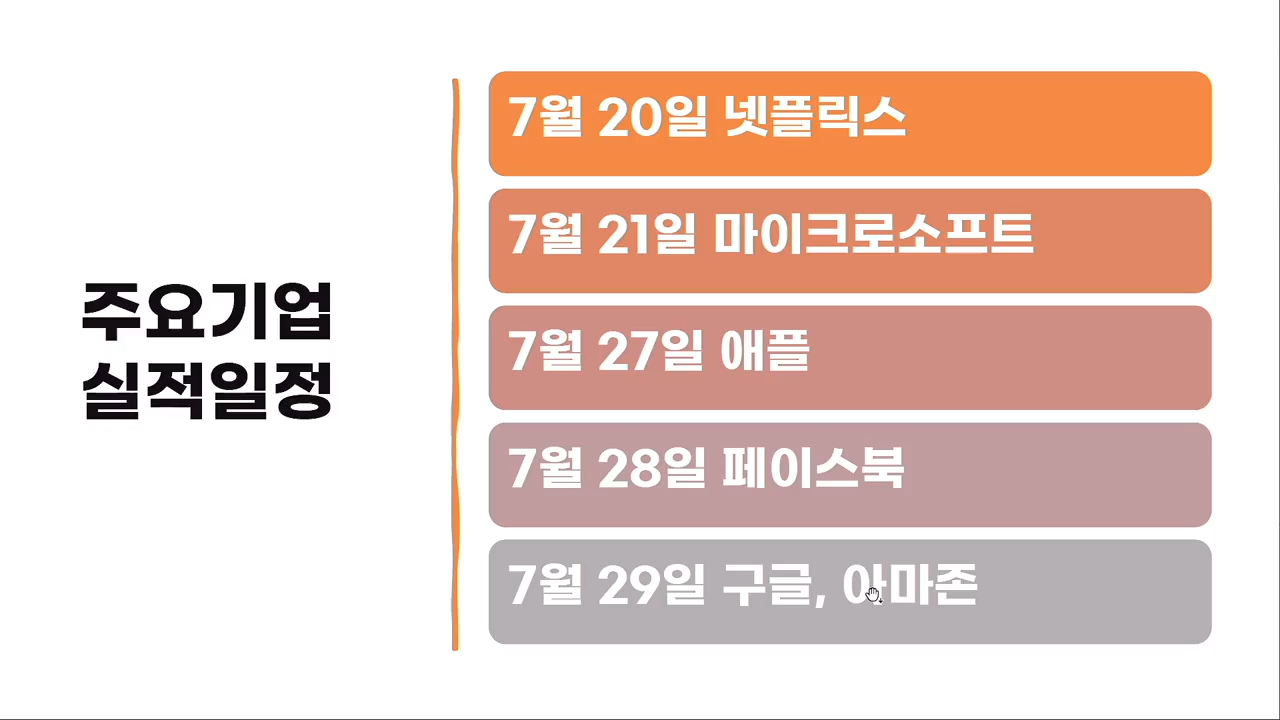 주요기업
실적일정
7월 20일 넷플릭스
7월 21일 마이크로소프트
7월 27일 애플
7월 28일 페이스북
7월 29일 구글, 아마존